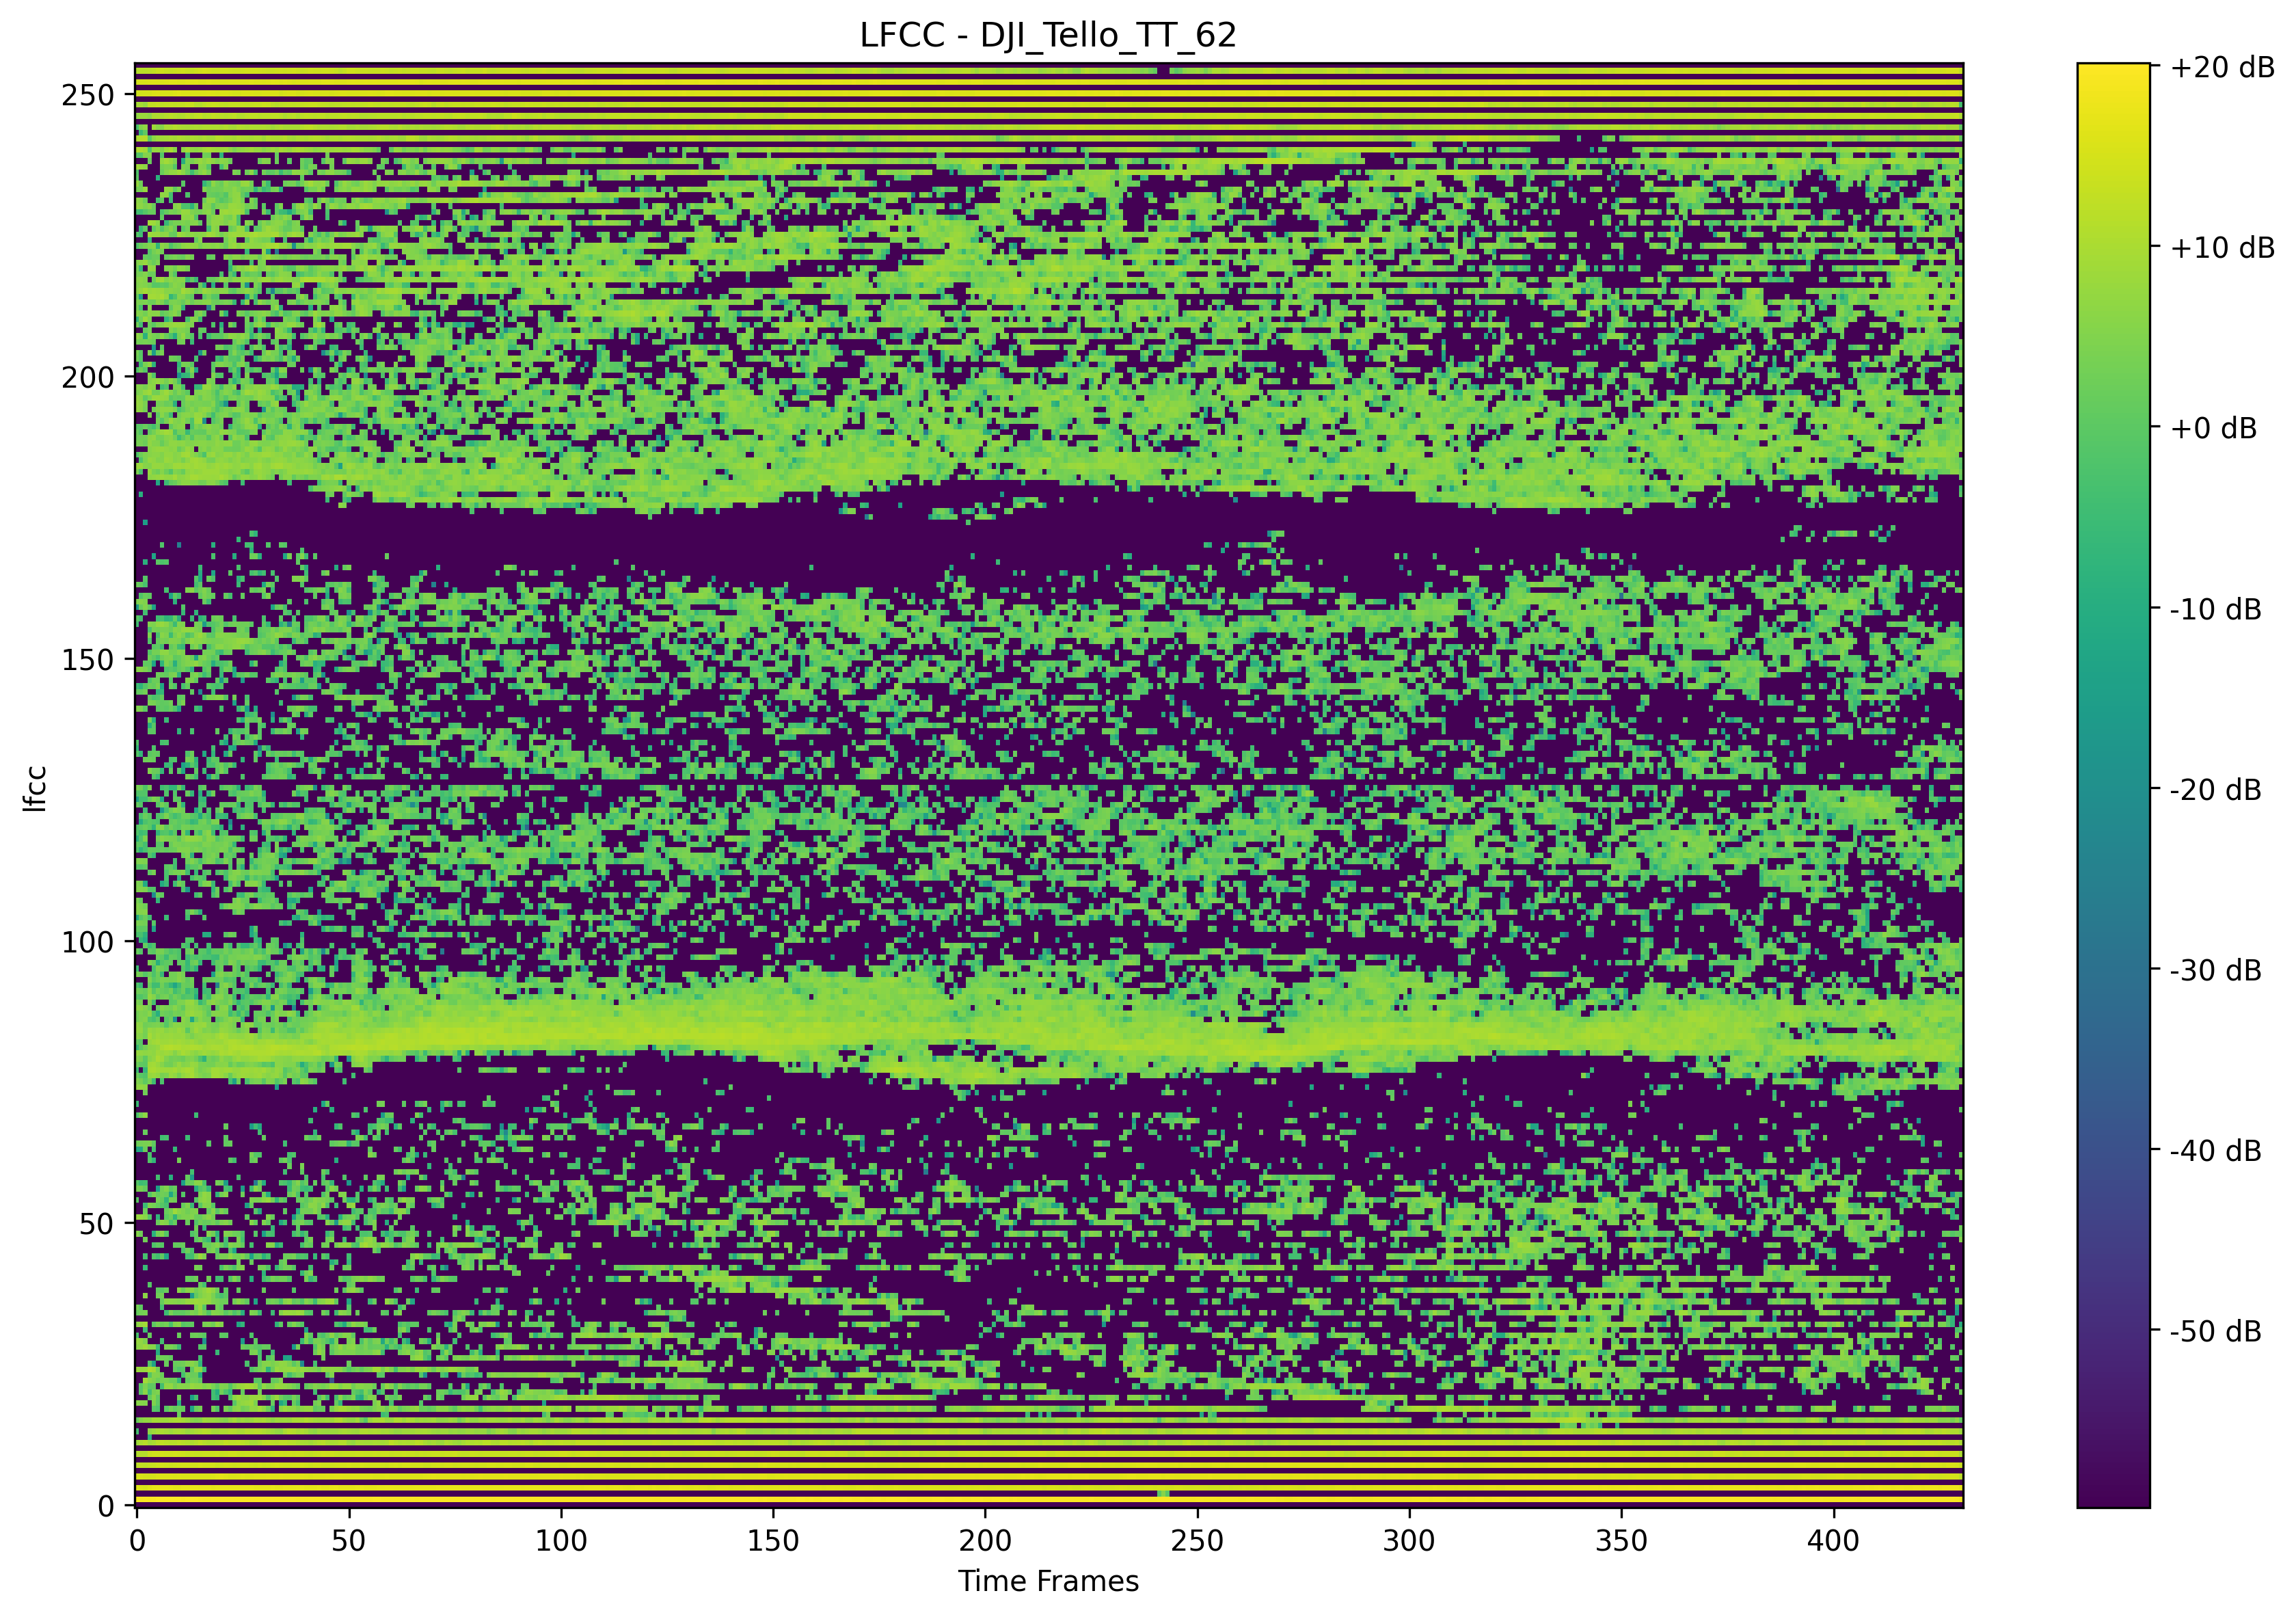 LFCC - DJI_Tello_TT_62
250
200
150
100
50
0
lfcc
0 50 100 150 200 250 300 350 400
Time Frames
+20 dB
+10 dB
+0 dB
-10 dB
-20 dB
-30 dB
-40 dB
-50 dB